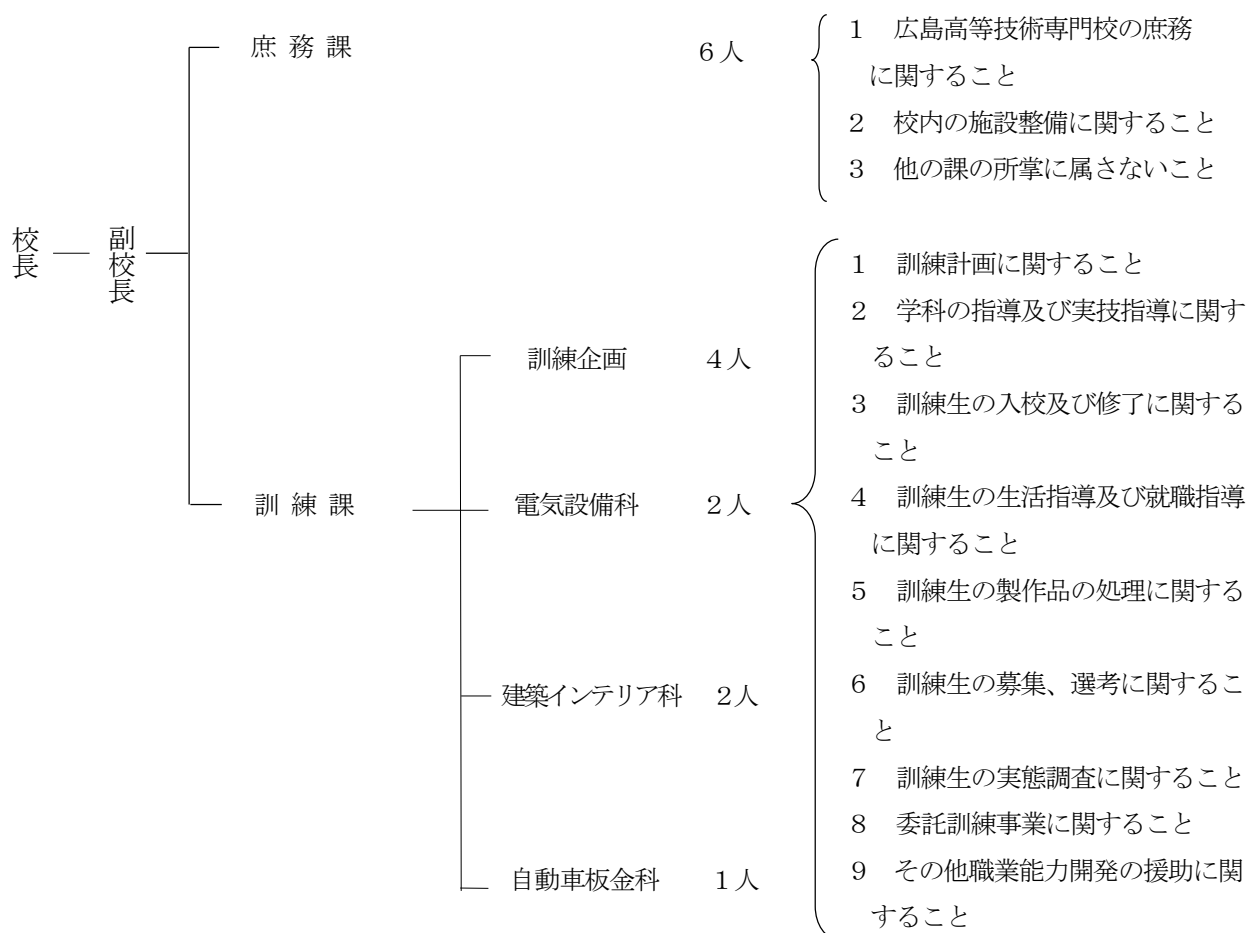 庶務課 6人
1 広島高等技術専門校の庶務
に関すること
2 校内の施設整備に関すること
3 他の課の所掌に属さないこと
校長
副校長
訓練課
訓練企画 4人
電気設備科 2人
建築インテリア科 2人
自動車板金科 1人
1 訓練計画に関すること
2 学科の指導及び実技指導に関す
ること
3 訓練生の入校及び修了に関する
こと
4 訓練生の生活指導及び就職指導
に関すること
5 訓練生の製作品の処理に関する
こと
6 訓練生の募集、選考に関するこ
と
7 訓練生の実態調査に関すること
8 委託訓練事業に関すること
9 その他職業能力開発の援助に関
すること